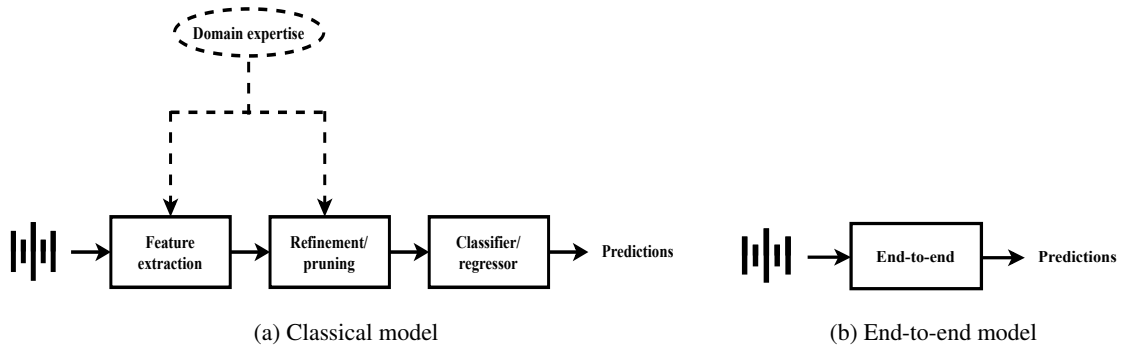 Domain expertise
Feature
extraction
Refinement/
pruning
Classifier/
regressor
Predictions
(a) Classical model
End-to-end
Predictions
(b) End-to-end model